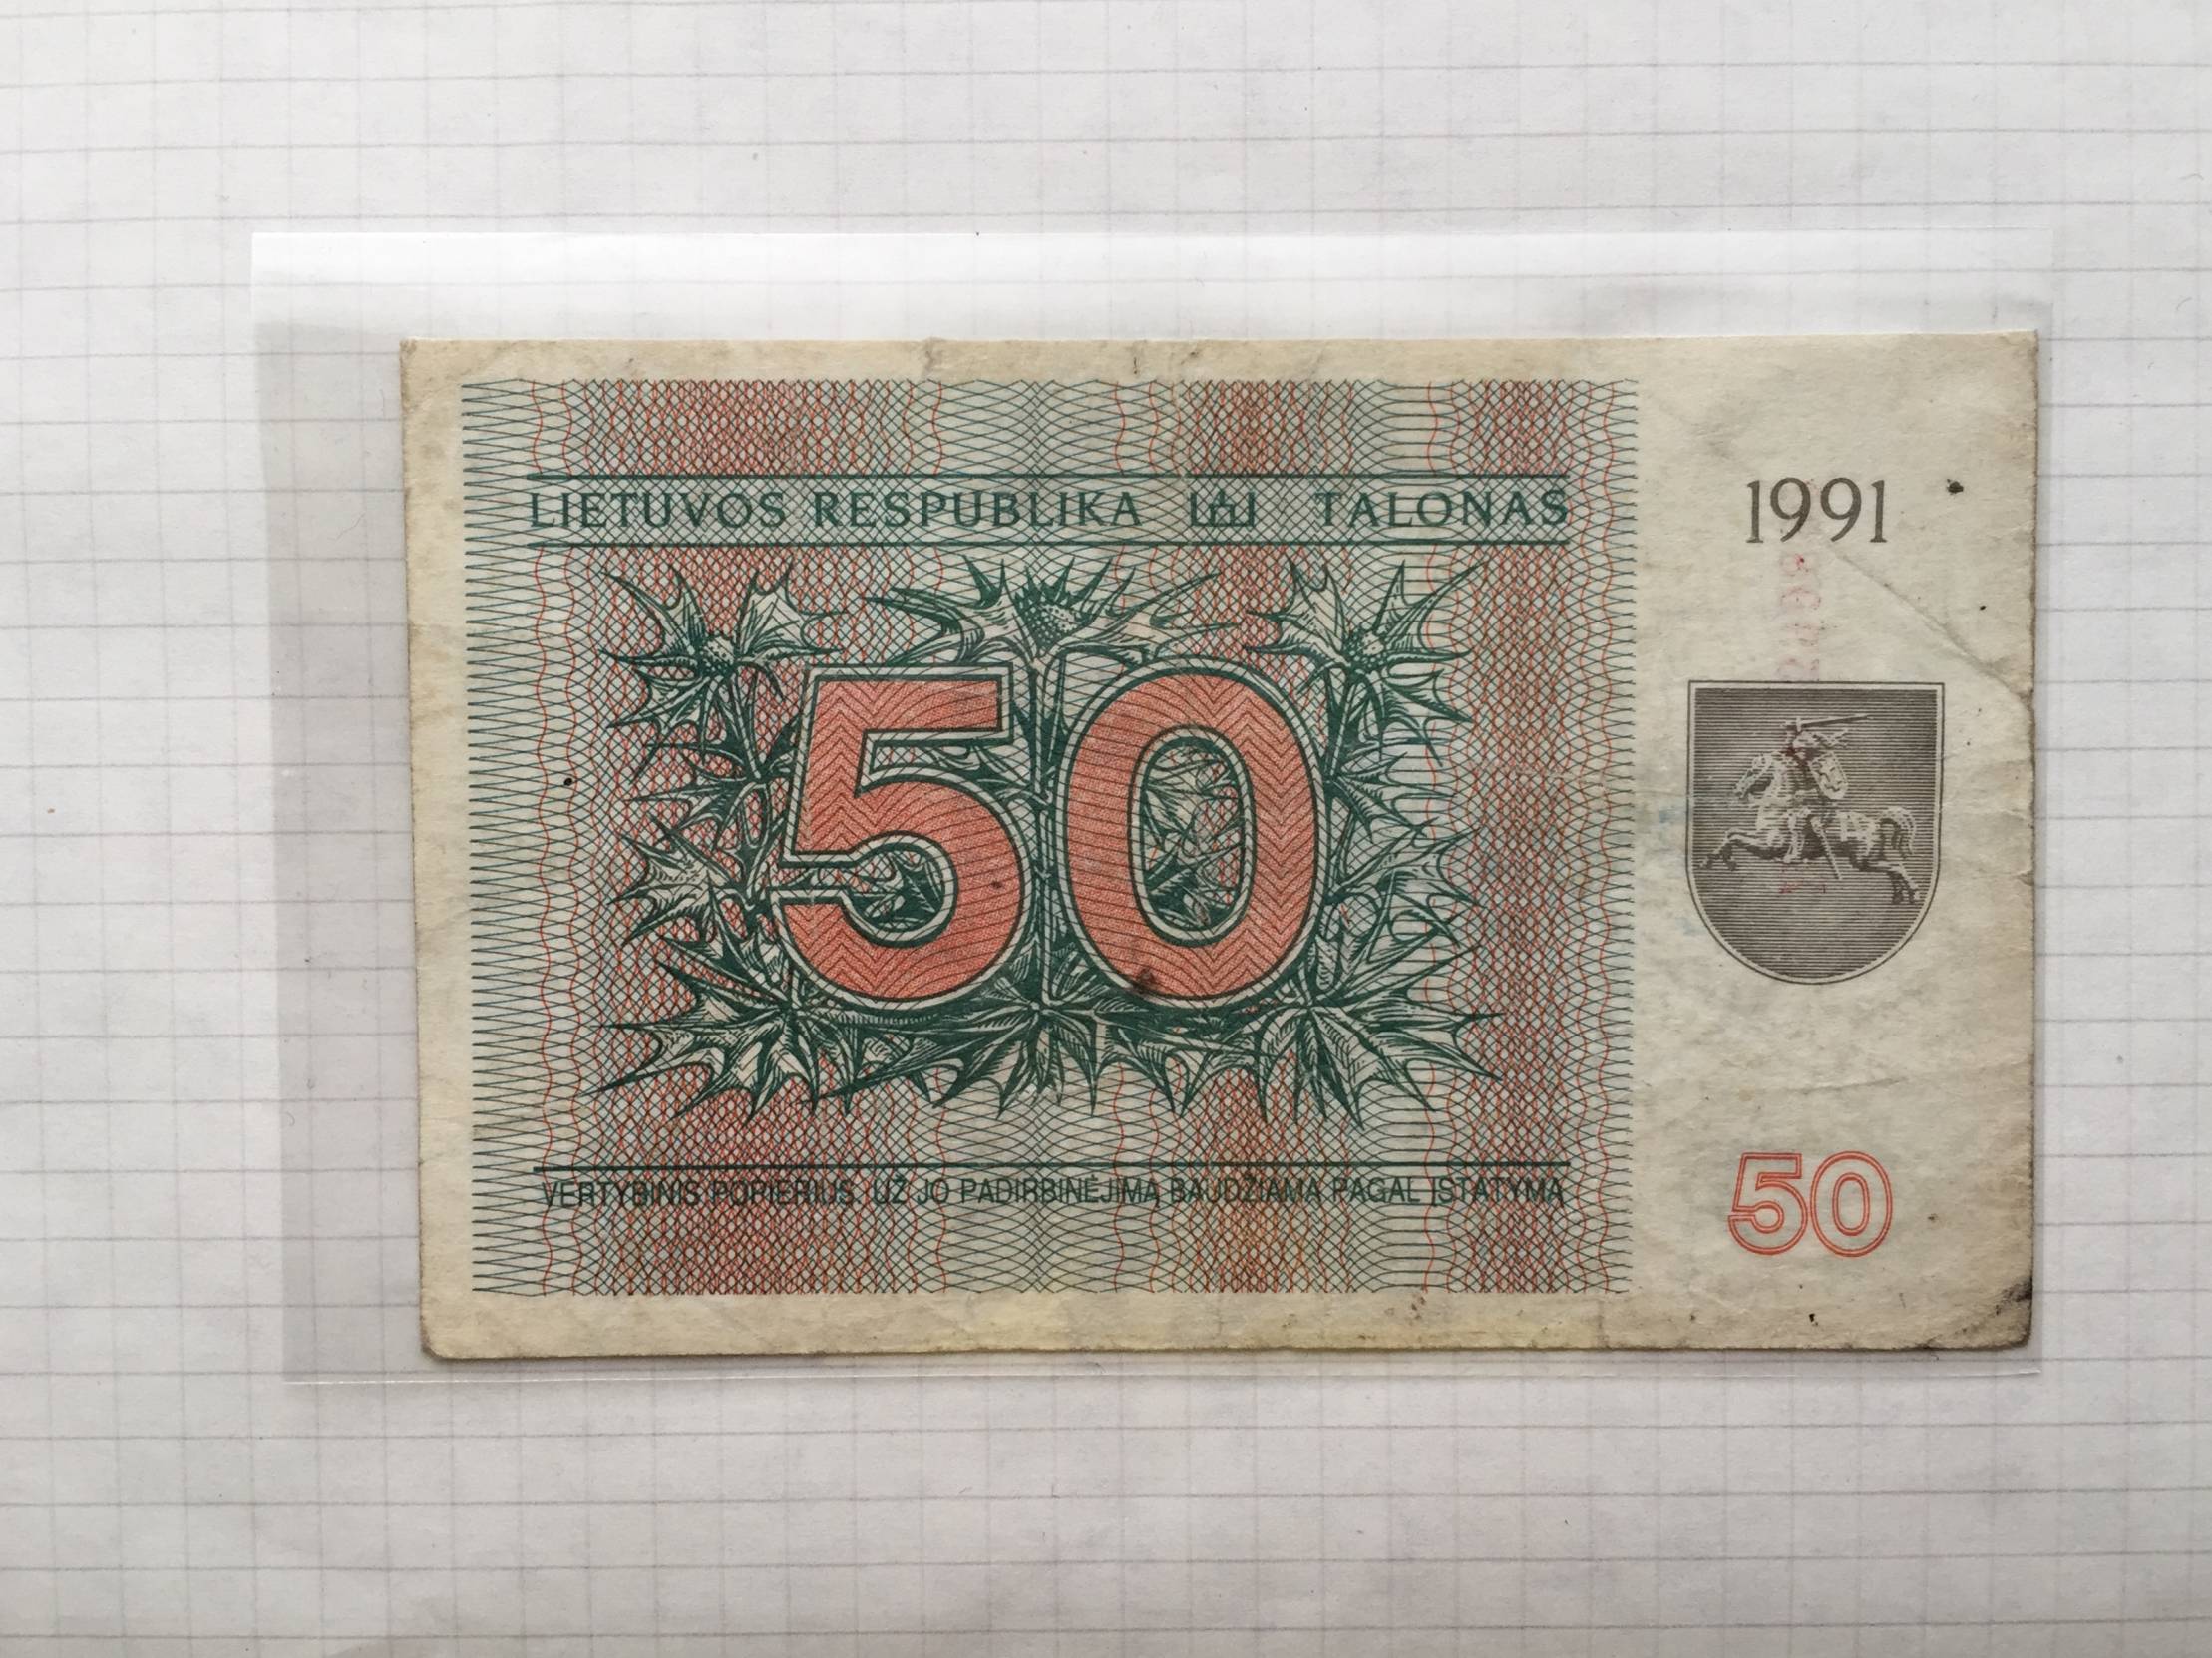 LIETUVOS RESPUBLIKA TALONAS
1991
50
VERTYBINIS POPIERIUS. UŽ JO PADIRBINĖJIMĄ BAUDŽIAMA PAGAL ĮSTATYMĄ
50